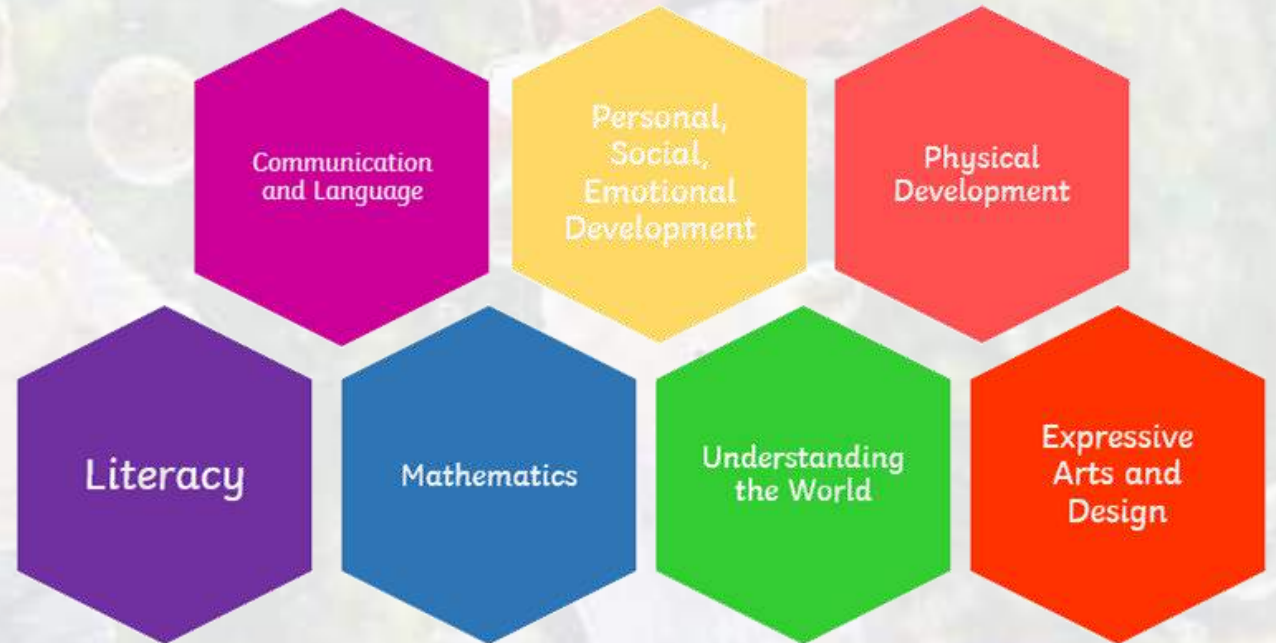 Communication
and Language
Personal,
Social,
Emotional
Development
Physical
Development
Literacy
Mathematics
Understanding
the World
Expressive
Arts and
Design